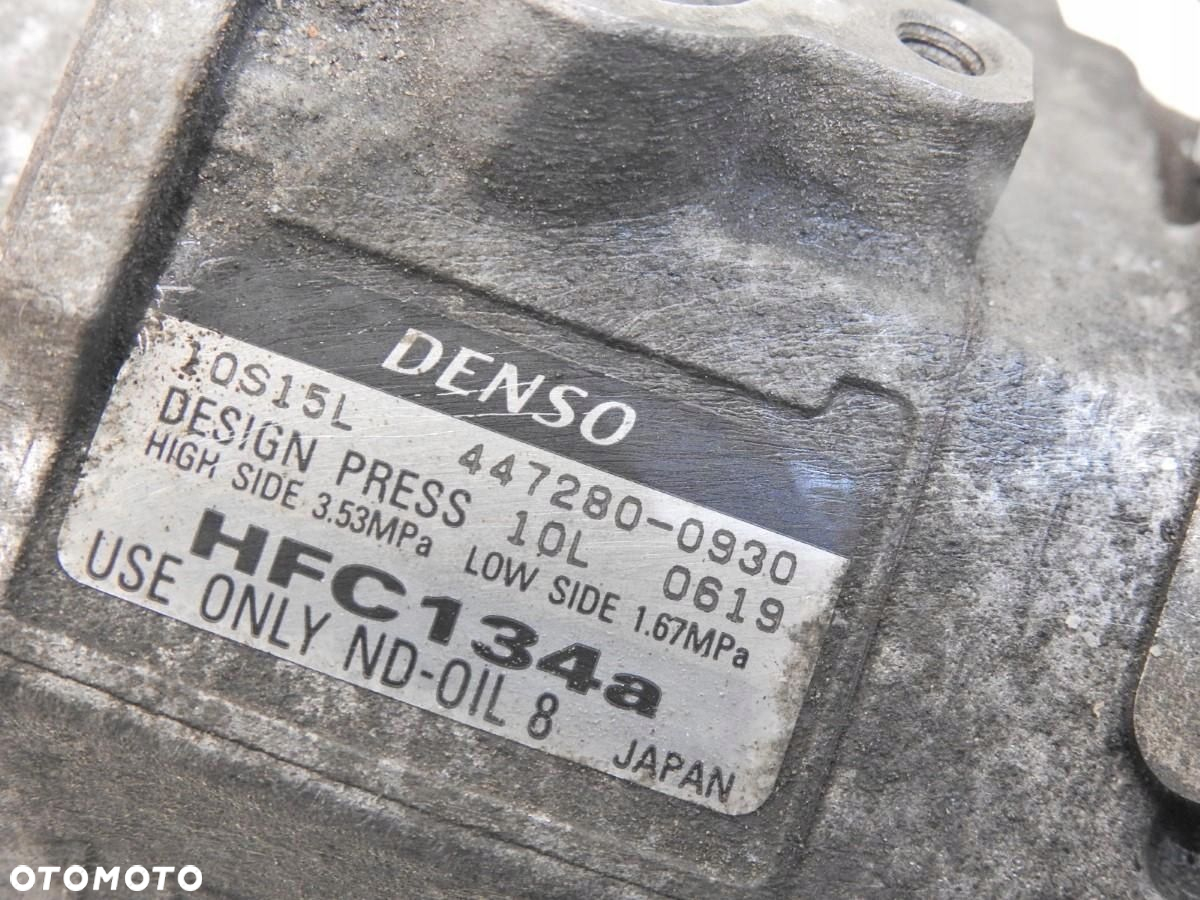 DENSO
10S15L 447280-0930
DESIGN PRESS 10L 0619
HIGH SIDE 3.53MPa LOW SIDE 1.67MPa
HFC134a
USE ONLY ND-OIL 8
JAPAN
OTOMOTO